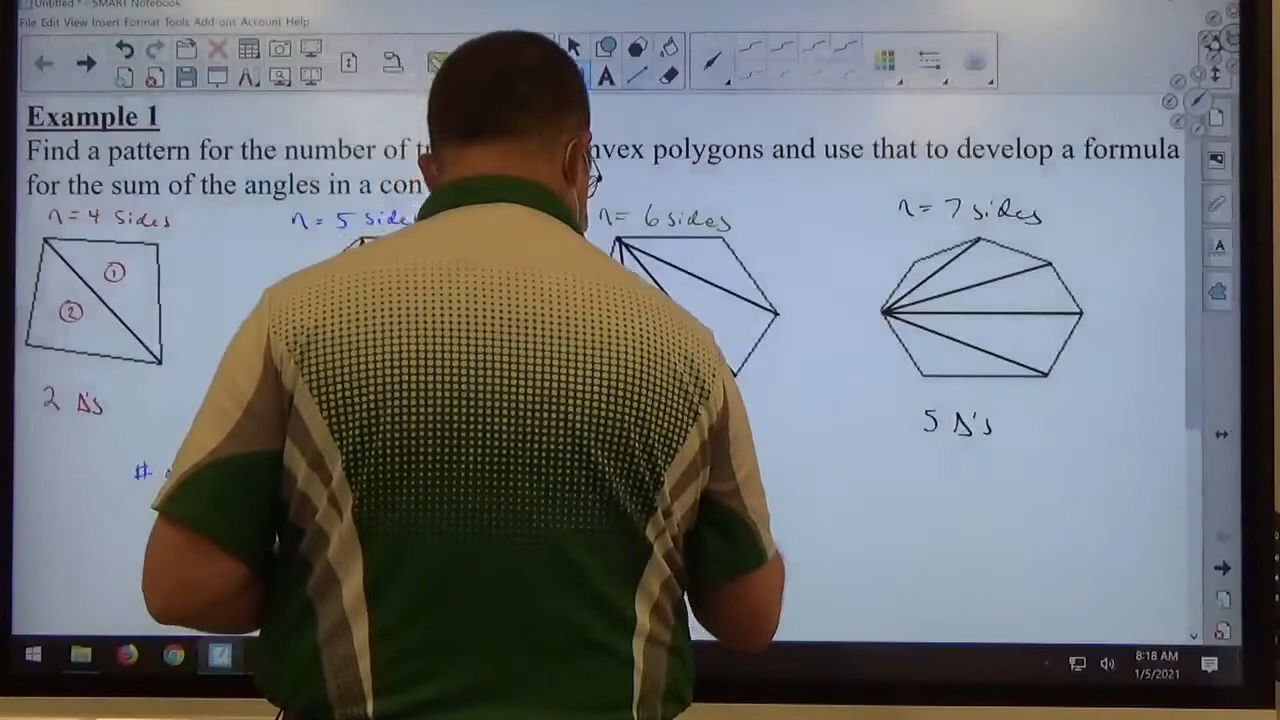 Untitled * - SMART Notebook
File Edit View Insert Format Tools Add-ons Account Help
Example 1
Find a pattern for the number of nvex polygons and use that to develop a formula
for the sum of the angles in a con
n = 4 sides
n = 5 side
n = 6 sides
n = 7 sides
1
2
2 Δ's
5 Δ's
#
8:18 AM
1/5/2021